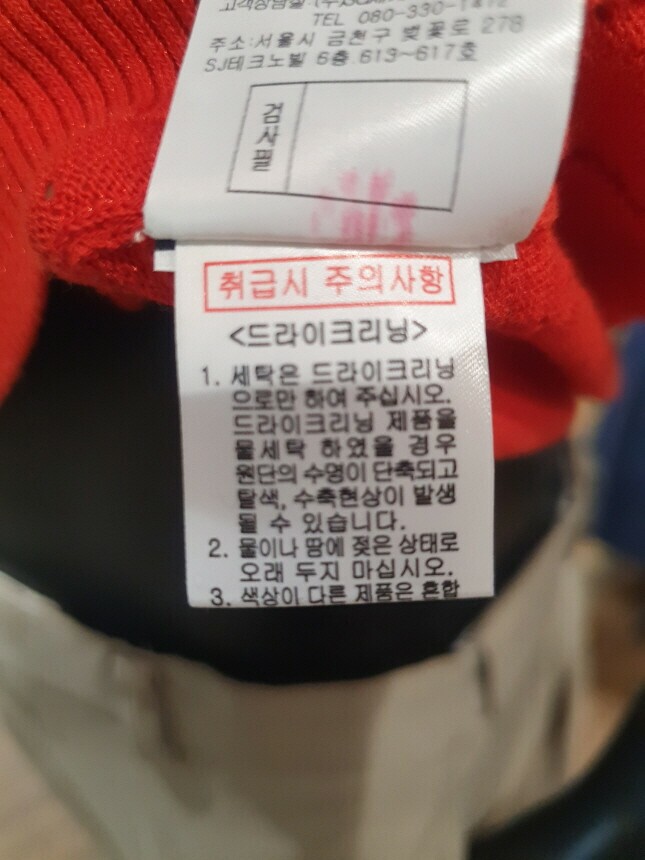 고객상담실
TEL 080-330-1412
주소:서울시 금천구 벚꽃로 278
SJ테크노빌 6층 613~617호
검사필
취급시 주의사항
<드라이크리닝>
1. 세탁은 드라이크리닝
으로만 하여 주십시오.
드라이크리닝 제품을
물세탁 하였을 경우
원단의 수명이 단축되고
탈색, 수축현상이 발생
될 수 있습니다.
2. 물이나 땀에 젖은 상태로
오래 두지 마십시오.
3. 색상이 다른 제품은 혼합